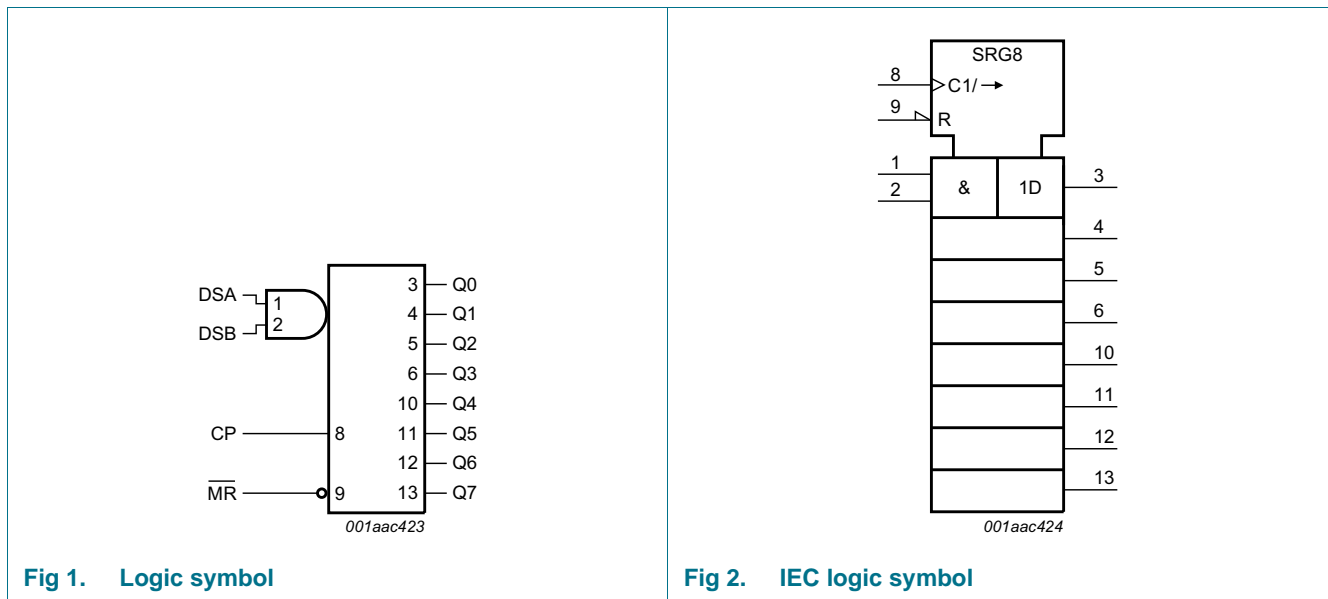 DSA
DSB
1
2
CP
8
MR
9
3 Q0
4 Q1
5 Q2
6 Q3
10 Q4
11 Q5
12 Q6
13 Q7
001aac423
Fig 1. Logic symbol
SRG8
8
C1/→
9
R
1
2
&
1D
3
4
5
6
10
11
12
13
001aac424
Fig 2. IEC logic symbol